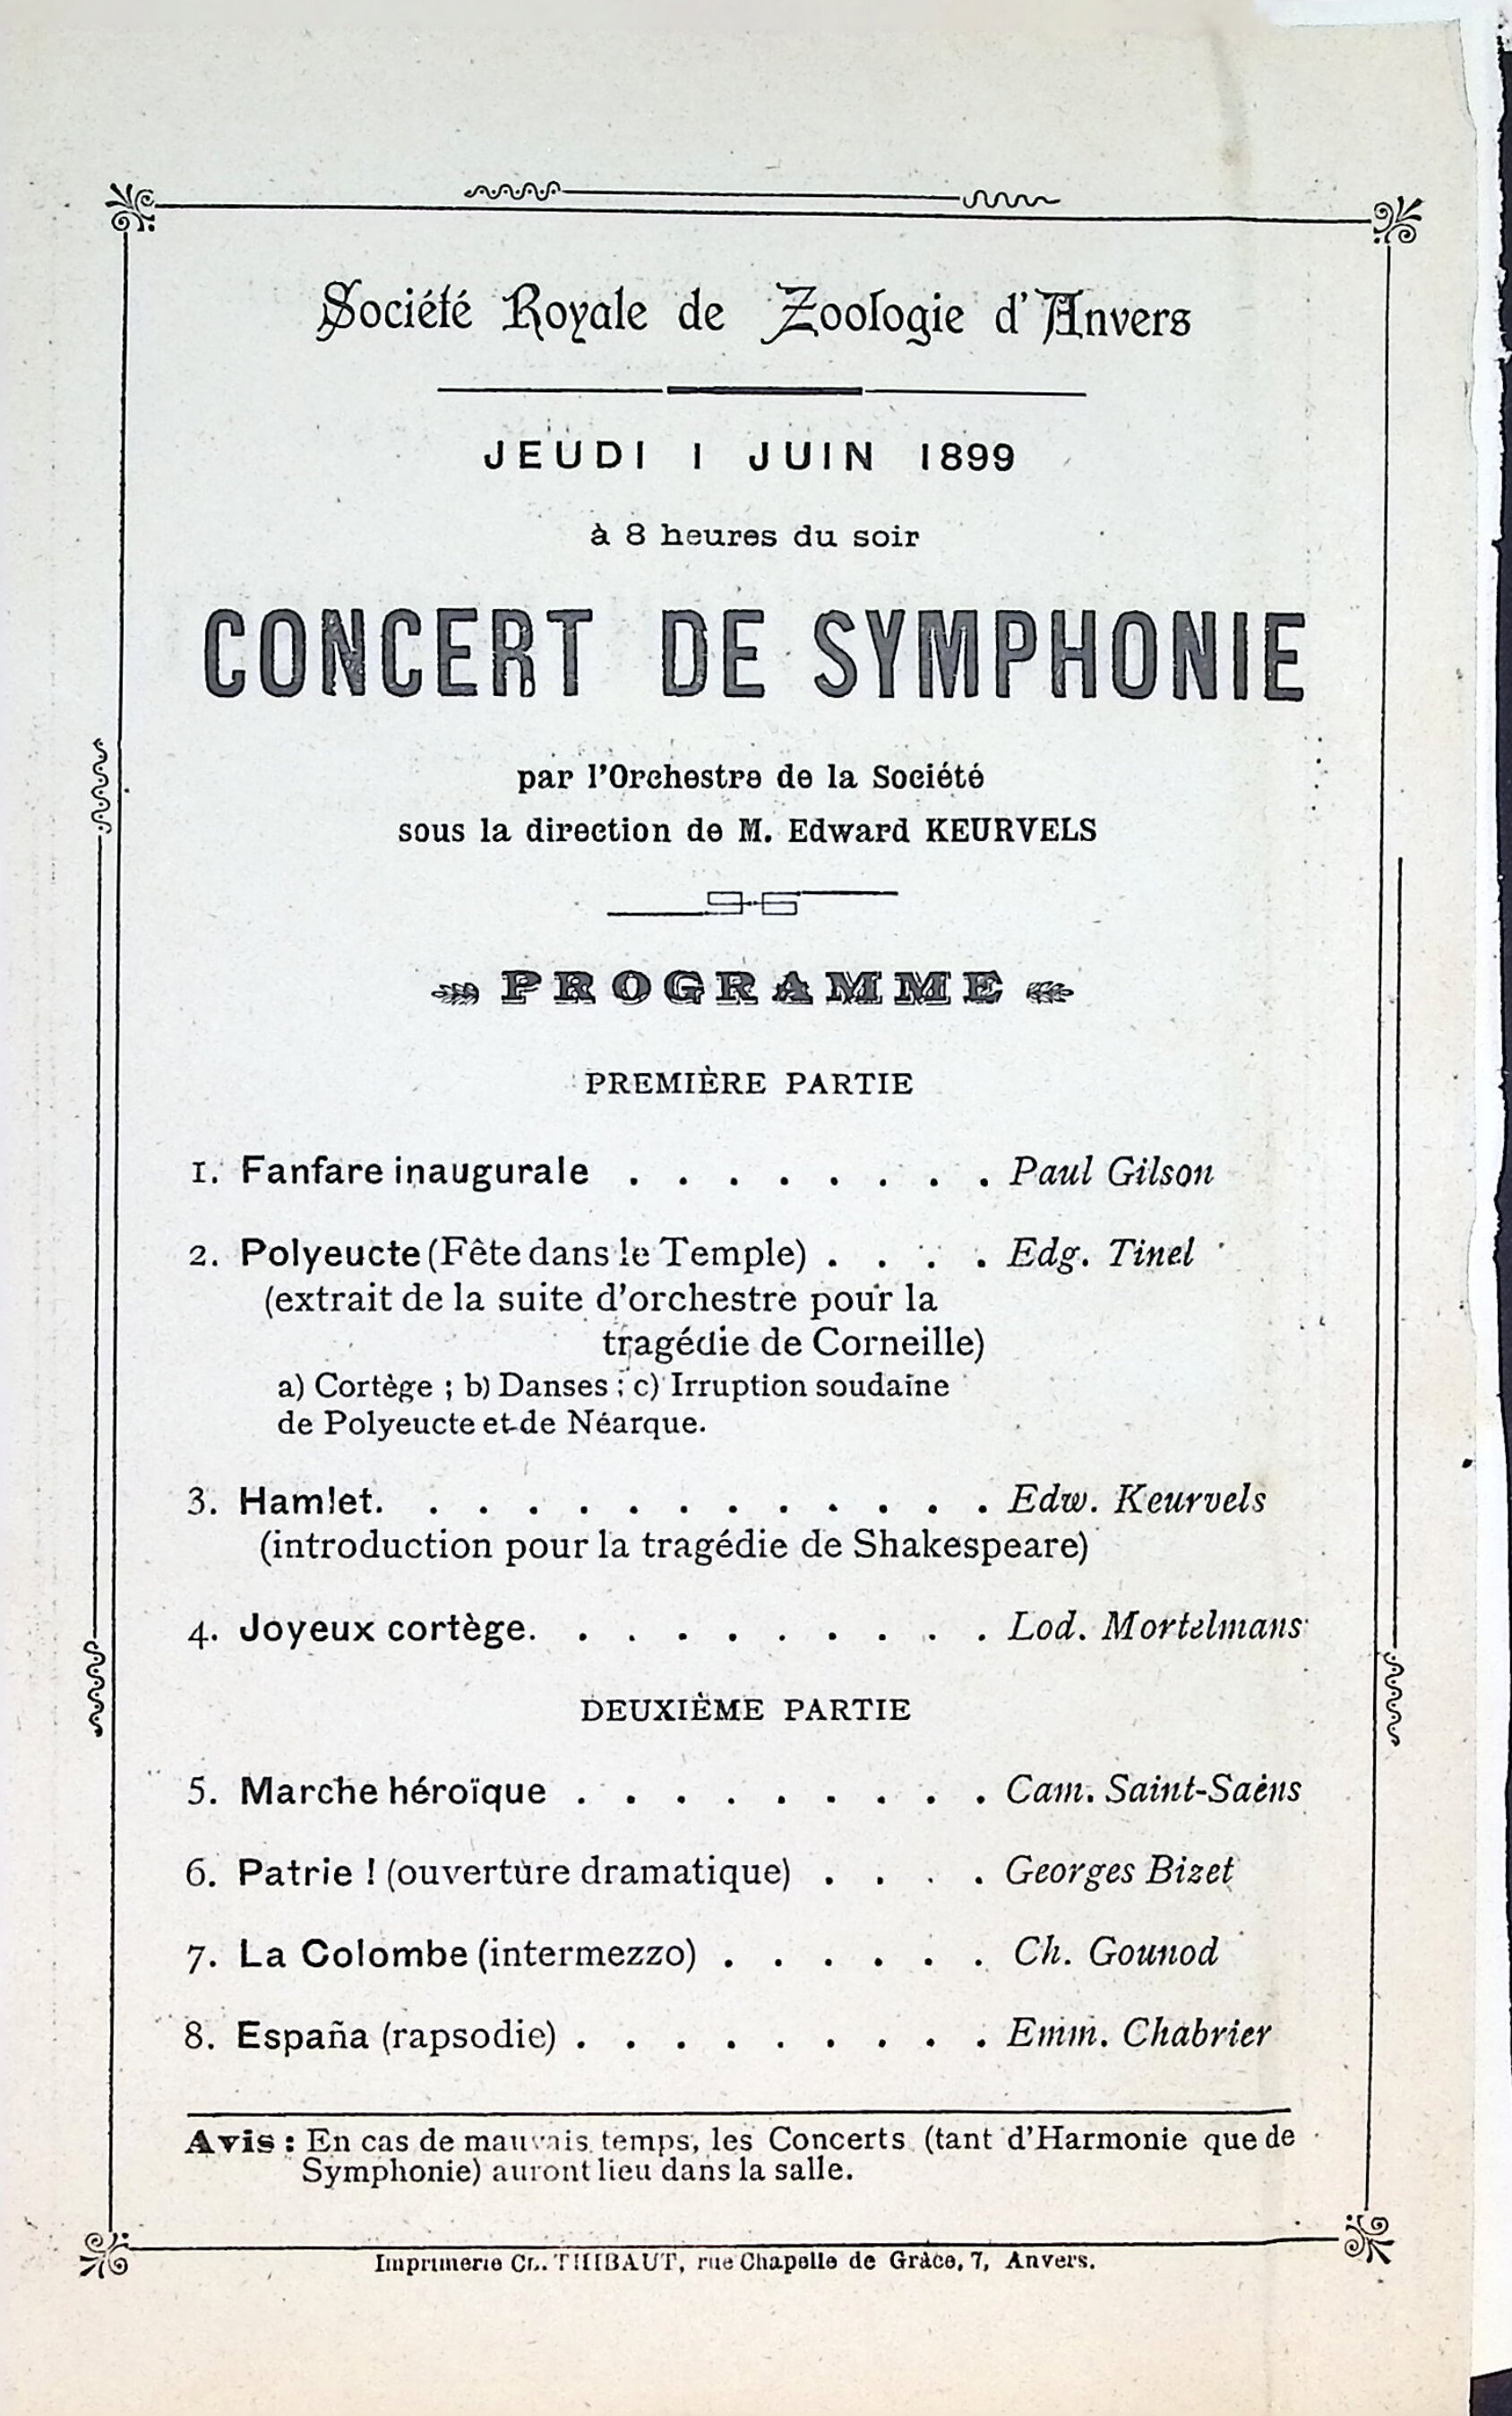 Société Royale de Zoologie d'Anvers
JEUDI 1 JUIN 1899
à 8 heures du soir
CONCERT DE SYMPHONIE
par l'Orchestre de la Société
sous la direction de M. Edward KEURVELS
PROGRAMME
PREMIÈRE PARTIE
1. Fanfare inaugurale . . . . . . . . Paul Gilson
2. Polyeucte (Fête dans le Temple) . . . . Edg. Tinel
(extrait de la suite d'orchestre pour la
tragédie de Corneille)
a) Cortège ; b) Danses ; c) Irruption soudaine
de Polyeucte et de Néarque.
3. Hamlet. . . . . . . . . . . . . Edw. Keurvels
(introduction pour la tragédie de Shakespeare)
4. Joyeux cortège. . . . . . . . . . Lod. Mortelmans
DEUXIÈME PARTIE
5. Marche héroïque . . . . . . . . . Cam. Saint-Saëns
6. Patrie ! (ouverture dramatique) . . . . Georges Bizet
7. La Colombe (intermezzo) . . . . . . Ch. Gounod
8. España (rapsodie) . . . . . . . . . Emm. Chabrier
Avis : En cas de mauvais temps, les Concerts (tant d'Harmonie que de
Symphonie) auront lieu dans la salle.
Imprimerie CL. THIBAUT, rue Chapelle de Grâce, 7, Anvers.